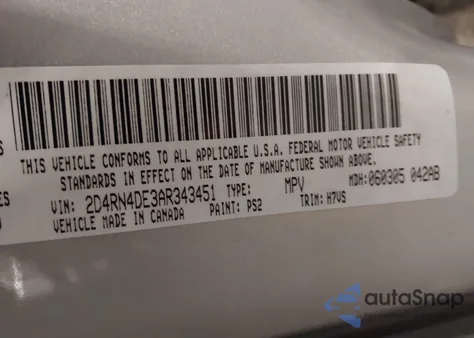 THIS VEHICLE CONFORMS TO ALL APPLICABLE U.S.A. FEDERAL MOTOR VEHICLE SAFETY
STANDARDS IN EFFECT ON THE DATE OF MANUFACTURE SHOWN ABOVE.
VIN: 2D4RN4DE3AR343451 TYPE: MPV MDH:060305 042AB
VEHICLE MADE IN CANADA PAINT: PS2 TRIM: H7VS
autoSnap